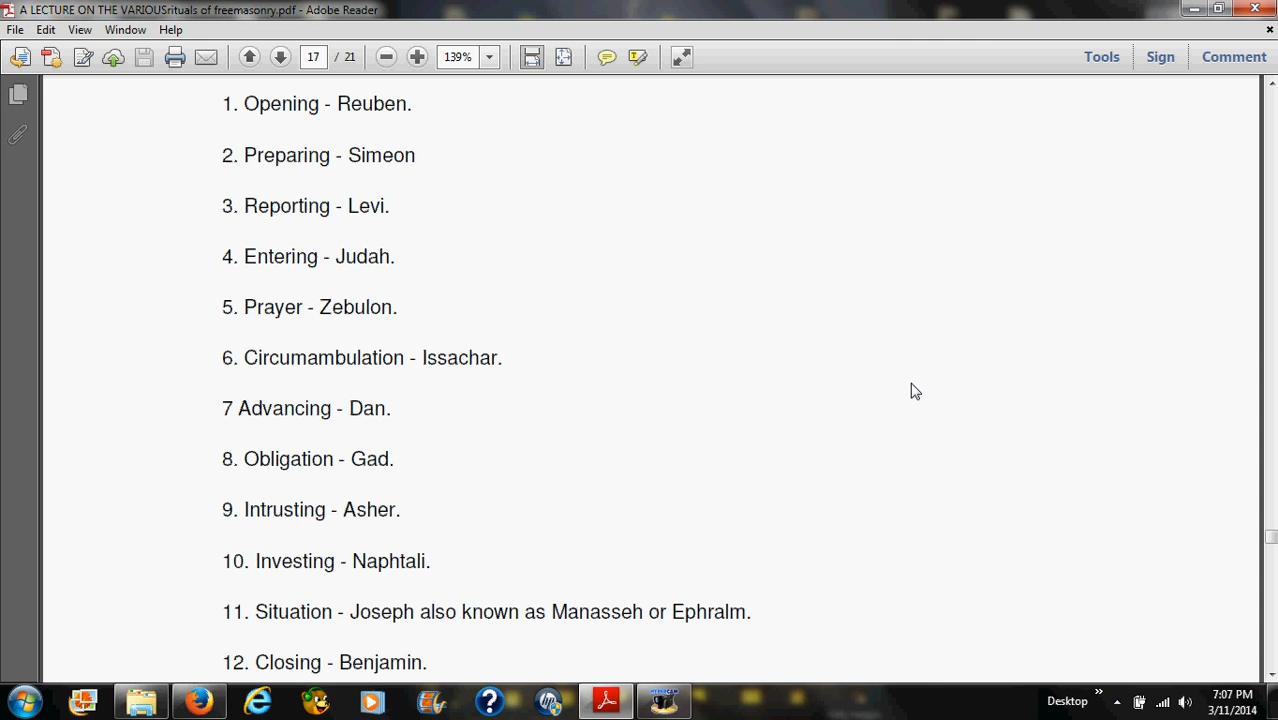 A LECTURE ON THE VARIOUSrituals of freemasonry.pdf - Adobe Reader
File Edit View Window Help
17 / 21 139% Tools Sign Comment
1. Opening - Reuben.
2. Preparing - Simeon
3. Reporting - Levi.
4. Entering - Judah.
5. Prayer - Zebulon.
6. Circumambulation - Issachar.
7 Advancing - Dan.
8. Obligation - Gad.
9. Intrusting - Asher.
10. Investing - Naphtali.
11. Situation - Joseph also known as Manasseh or Ephralm.
12. Closing - Benjamin.
Desktop
7:07 PM
3/11/2014